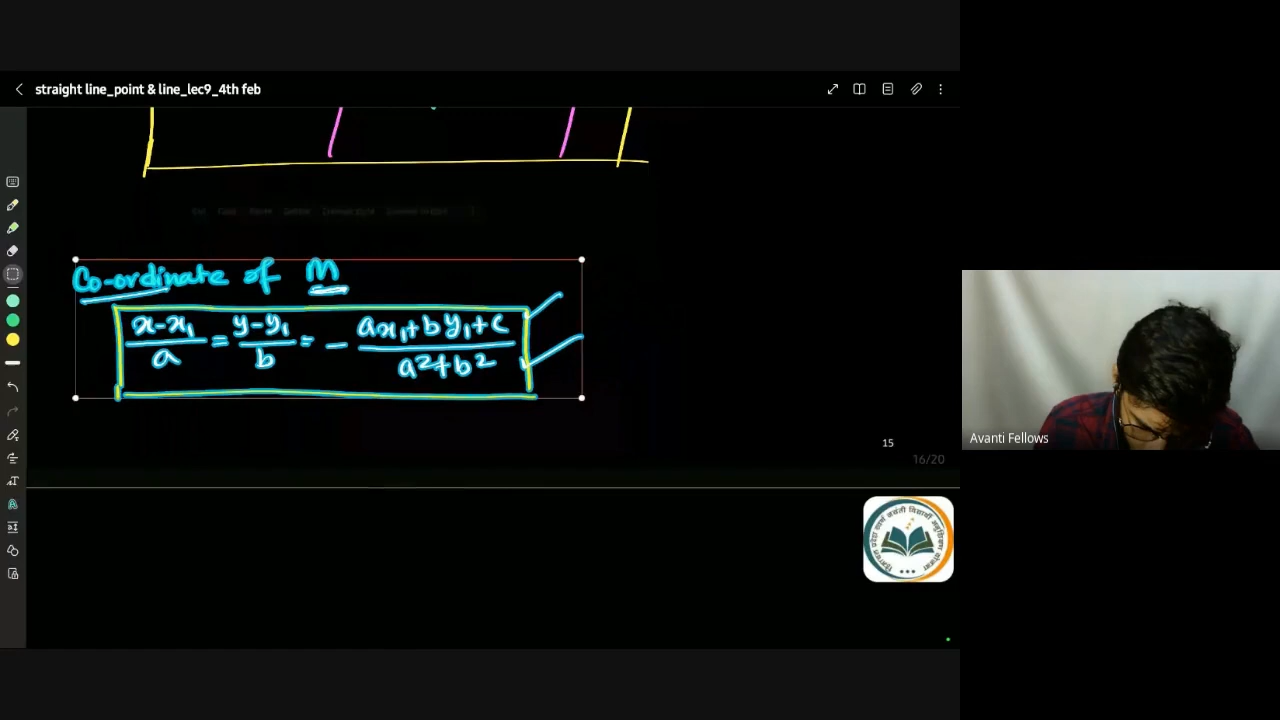 straight line_point & line_lec9_4th feb
Co-ordinate of M
x-x₁/a = y-y₁/b = - ax₁+by₁+c/a²+b²
15
16/20
Avanti Fellows